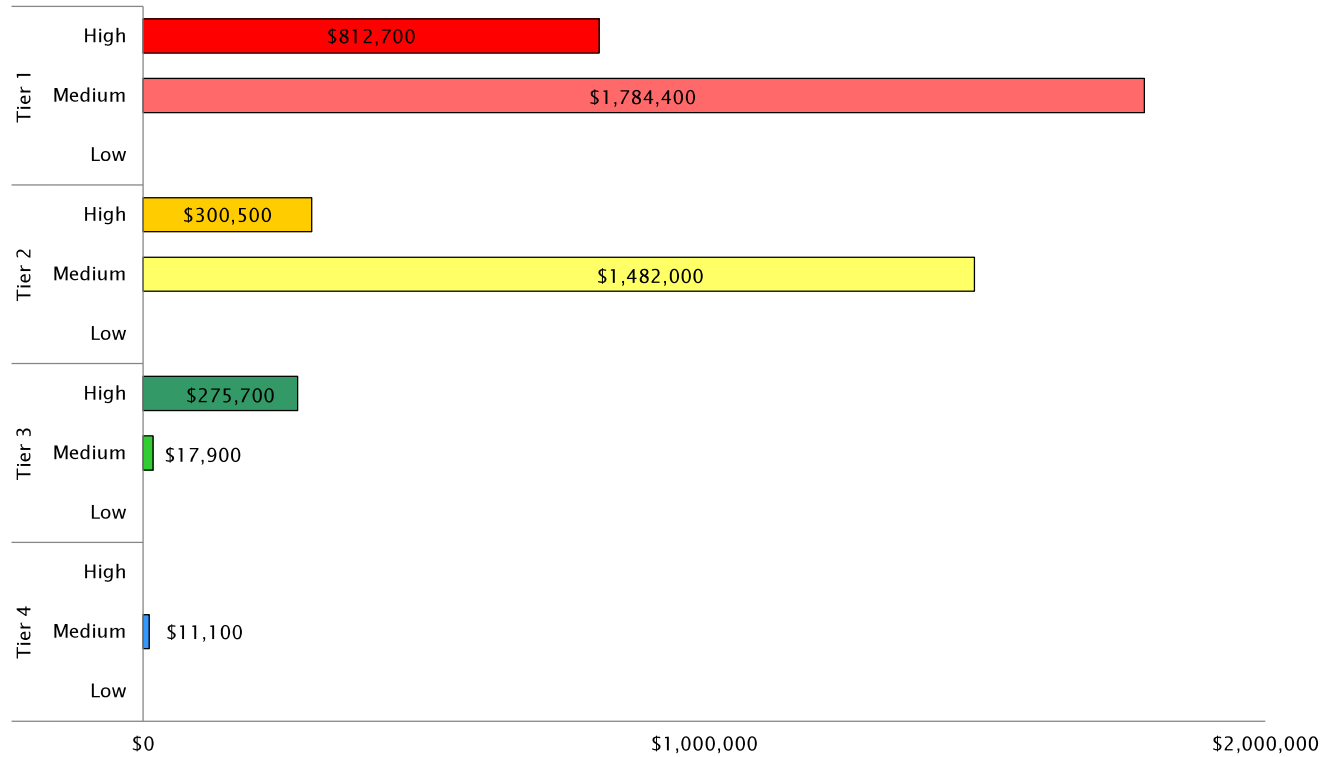 Tier 1
High
$812,700
Medium
$1,784,400
Low
Tier 2
High
$300,500
Medium
$1,482,000
Low
Tier 3
High
$275,700
Medium
$17,900
Low
Tier 4
High
Medium
$11,100
Low
$0
$1,000,000
$2,000,000